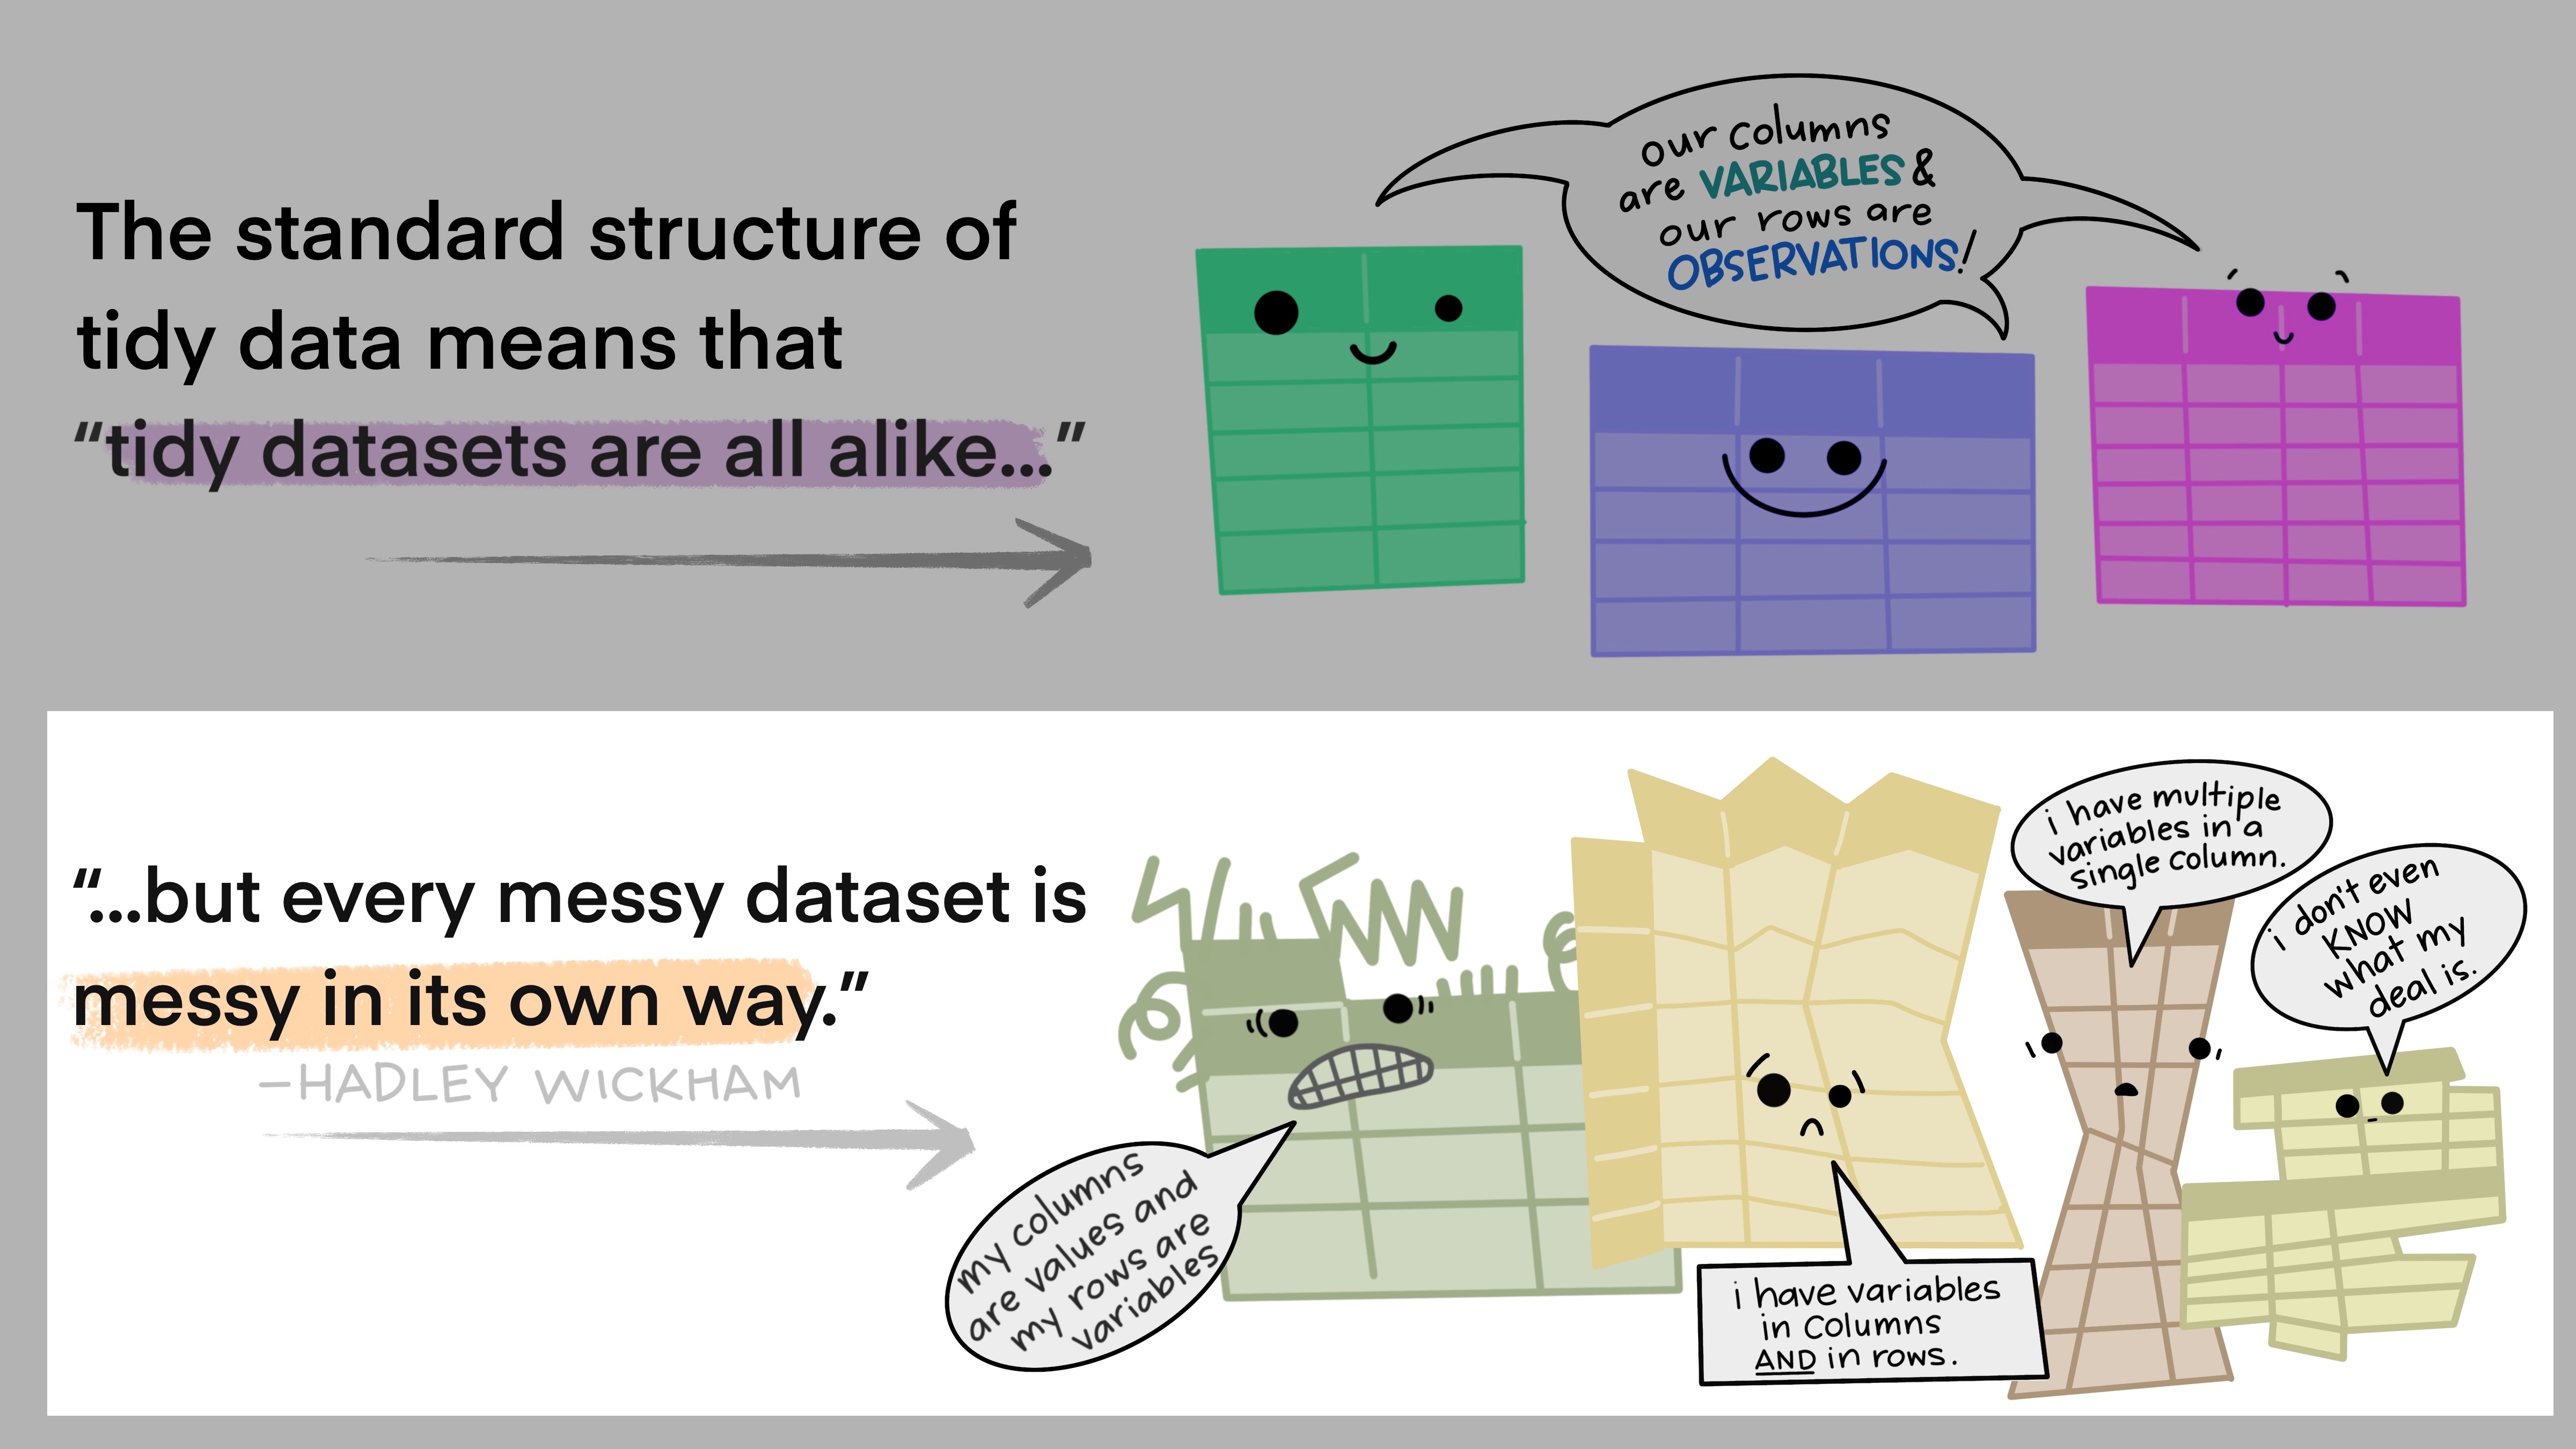 The standard structure of
tidy data means that
“tidy datasets are all alike...”
our columns
are VARIABLES &
our rows are
OBSERVATIONS!
“...but every messy dataset is
messy in its own way.”
—HADLEY WICKHAM
my columns
are values and
my rows are
variables
i have variables
in columns
AND in rows.
i have multiple
variables in a
single column.
i don't even
KNOW
what my
deal is.